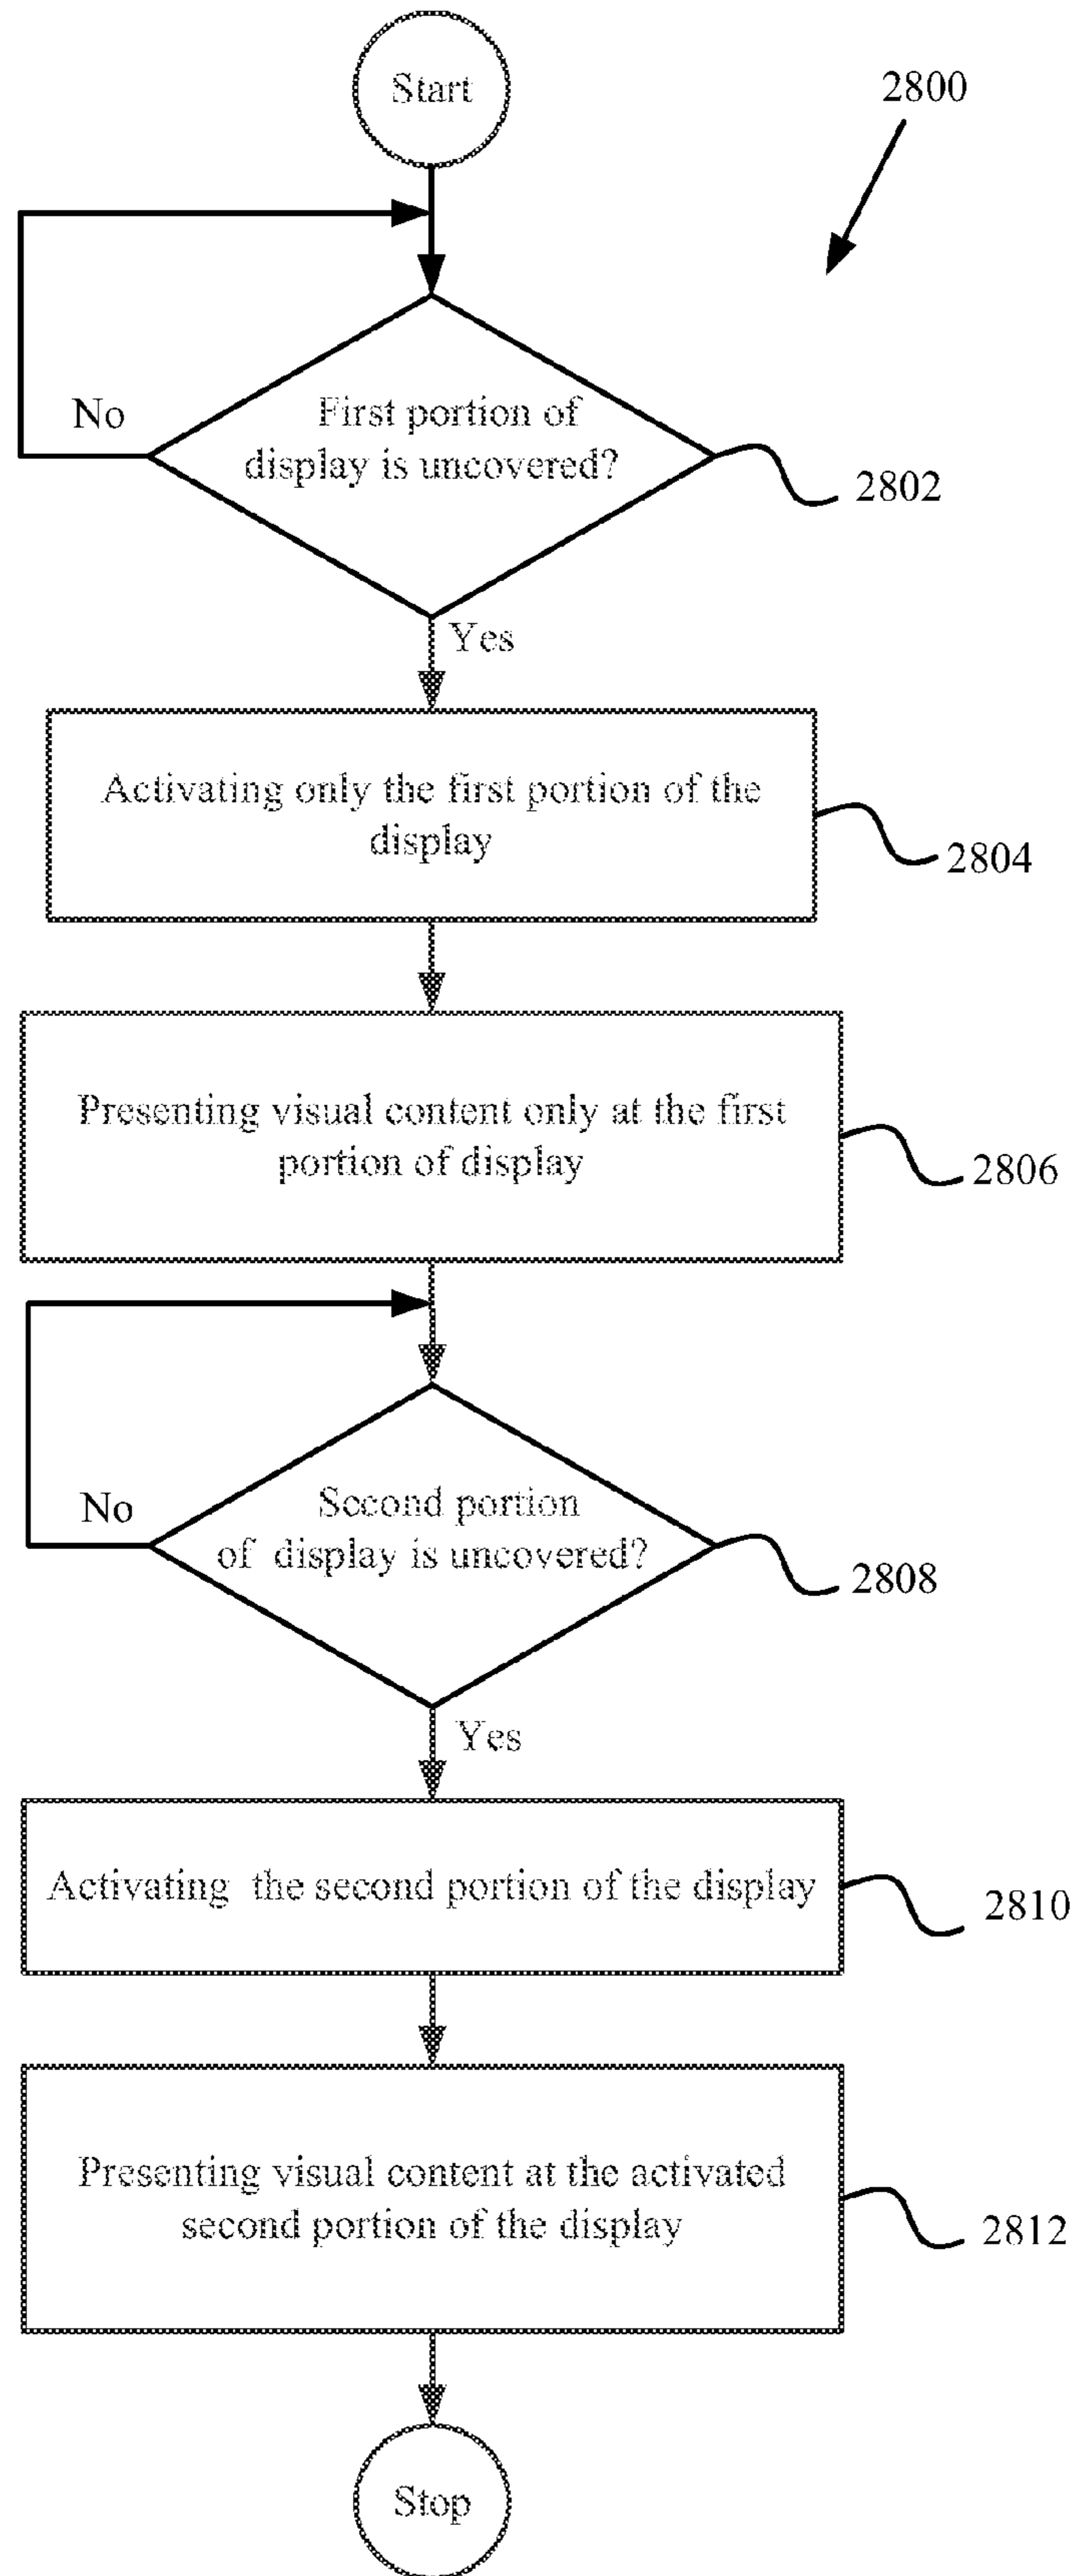 Start
2800
No
First portion of
display is uncovered?
2802
Yes
Activating only the first portion of the
display
2804
Presenting visual content only at the first
portion of display
2806
No
Second portion
of display is uncovered?
2808
Yes
Activating the second portion of the display
2810
Presenting visual content at the activated
second portion of the display
2812
Stop